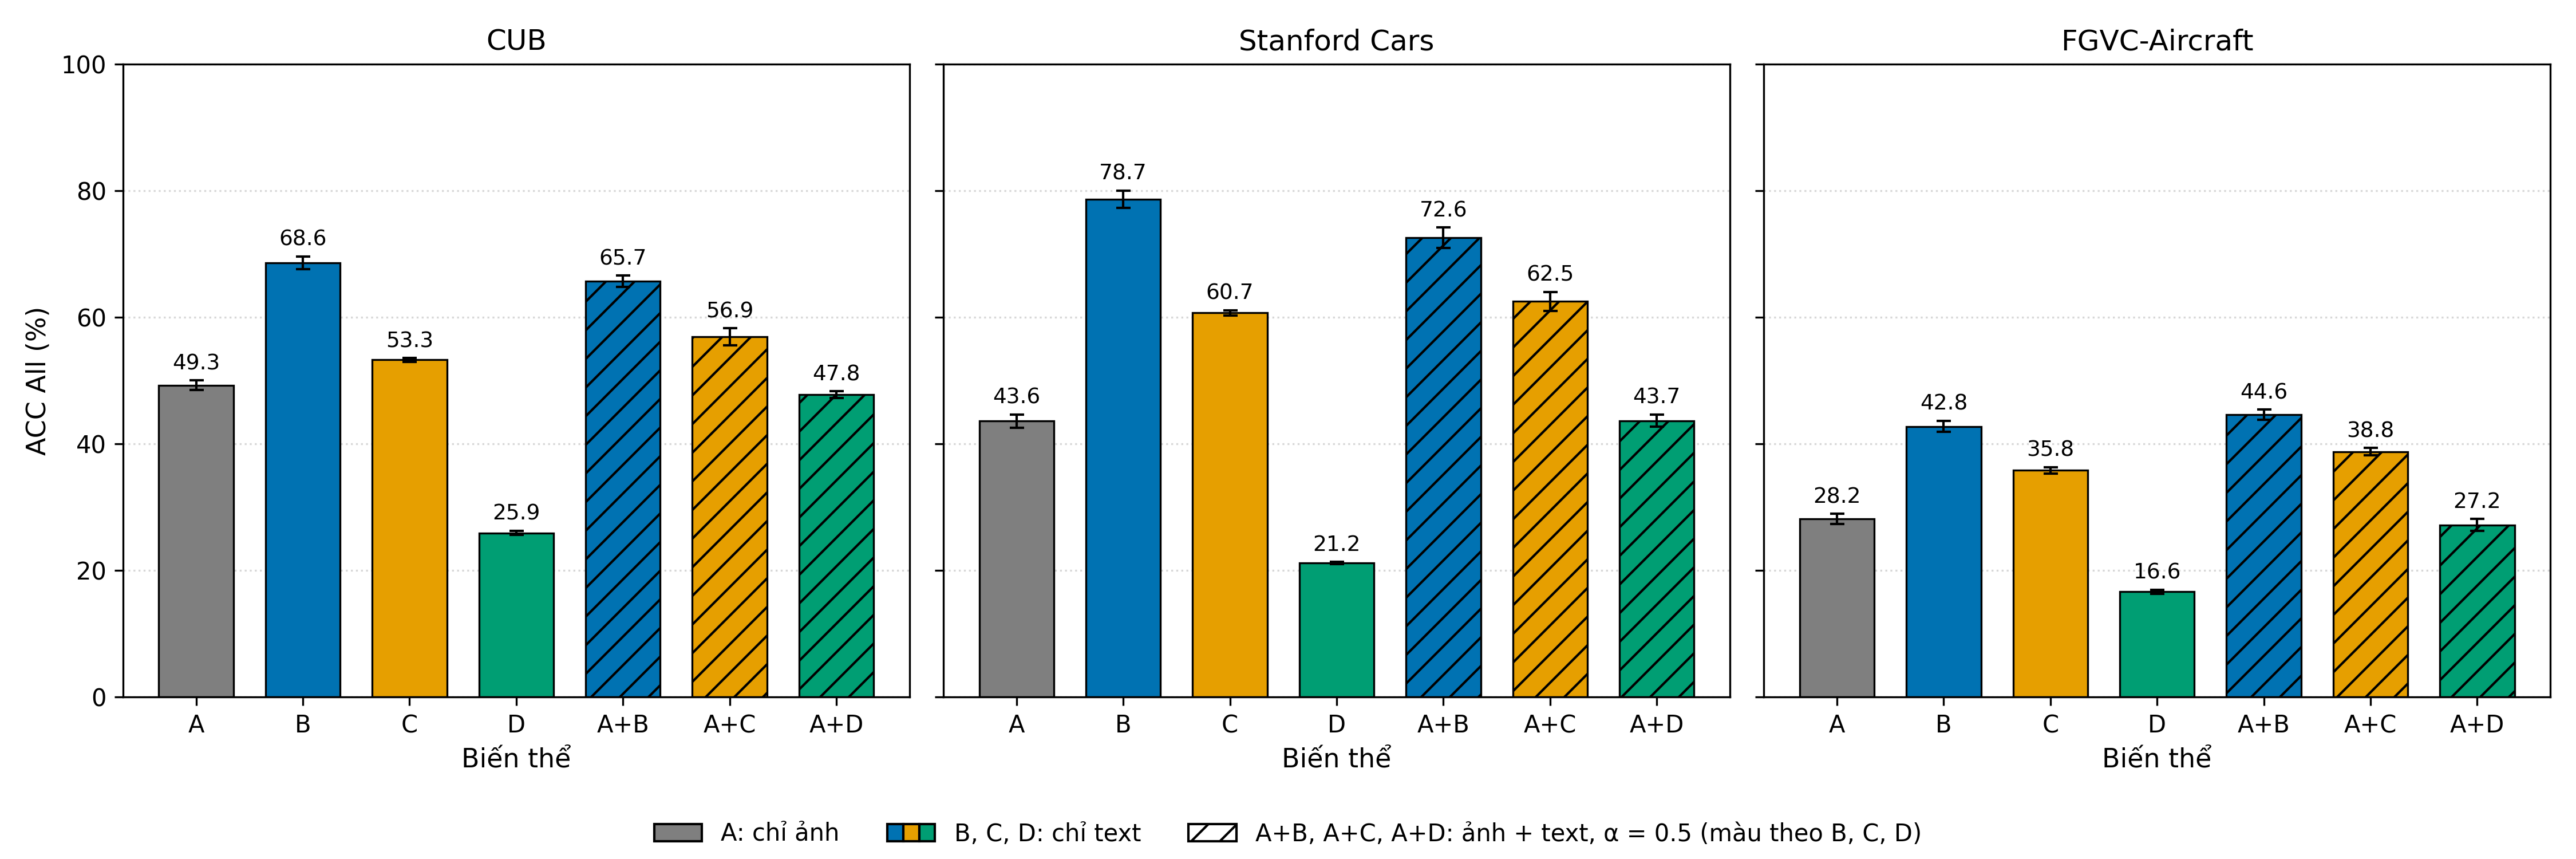 CUB
100
80
60
40
20
0
ACC All (%)
49.3
68.6
53.3
25.9
65.7
56.9
47.8
A B C D A+B A+C A+D
Biến thể
Stanford Cars
43.6
78.7
60.7
21.2
72.6
62.5
43.7
A B C D A+B A+C A+D
Biến thể
FGVC-Aircraft
28.2
42.8
35.8
16.6
44.6
38.8
27.2
A B C D A+B A+C A+D
Biến thể
A: chỉ ảnh
B, C, D: chỉ text
A+B, A+C, A+D: ảnh + text, α = 0.5 (màu theo B, C, D)